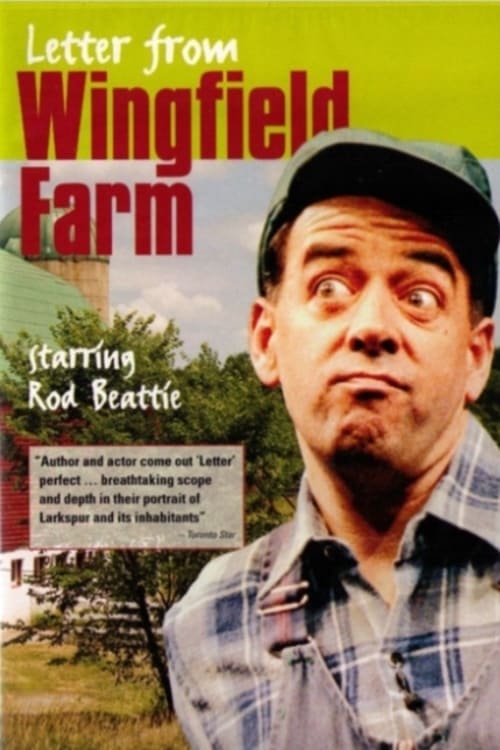 Letter from
Wingfield
Farm
starring
Rod Beattie
"Author and actor come out 'Letter'
perfect ... breathtaking scope
and depth in their portrait of
Larkspur and its inhabitants"
– Toronto Star